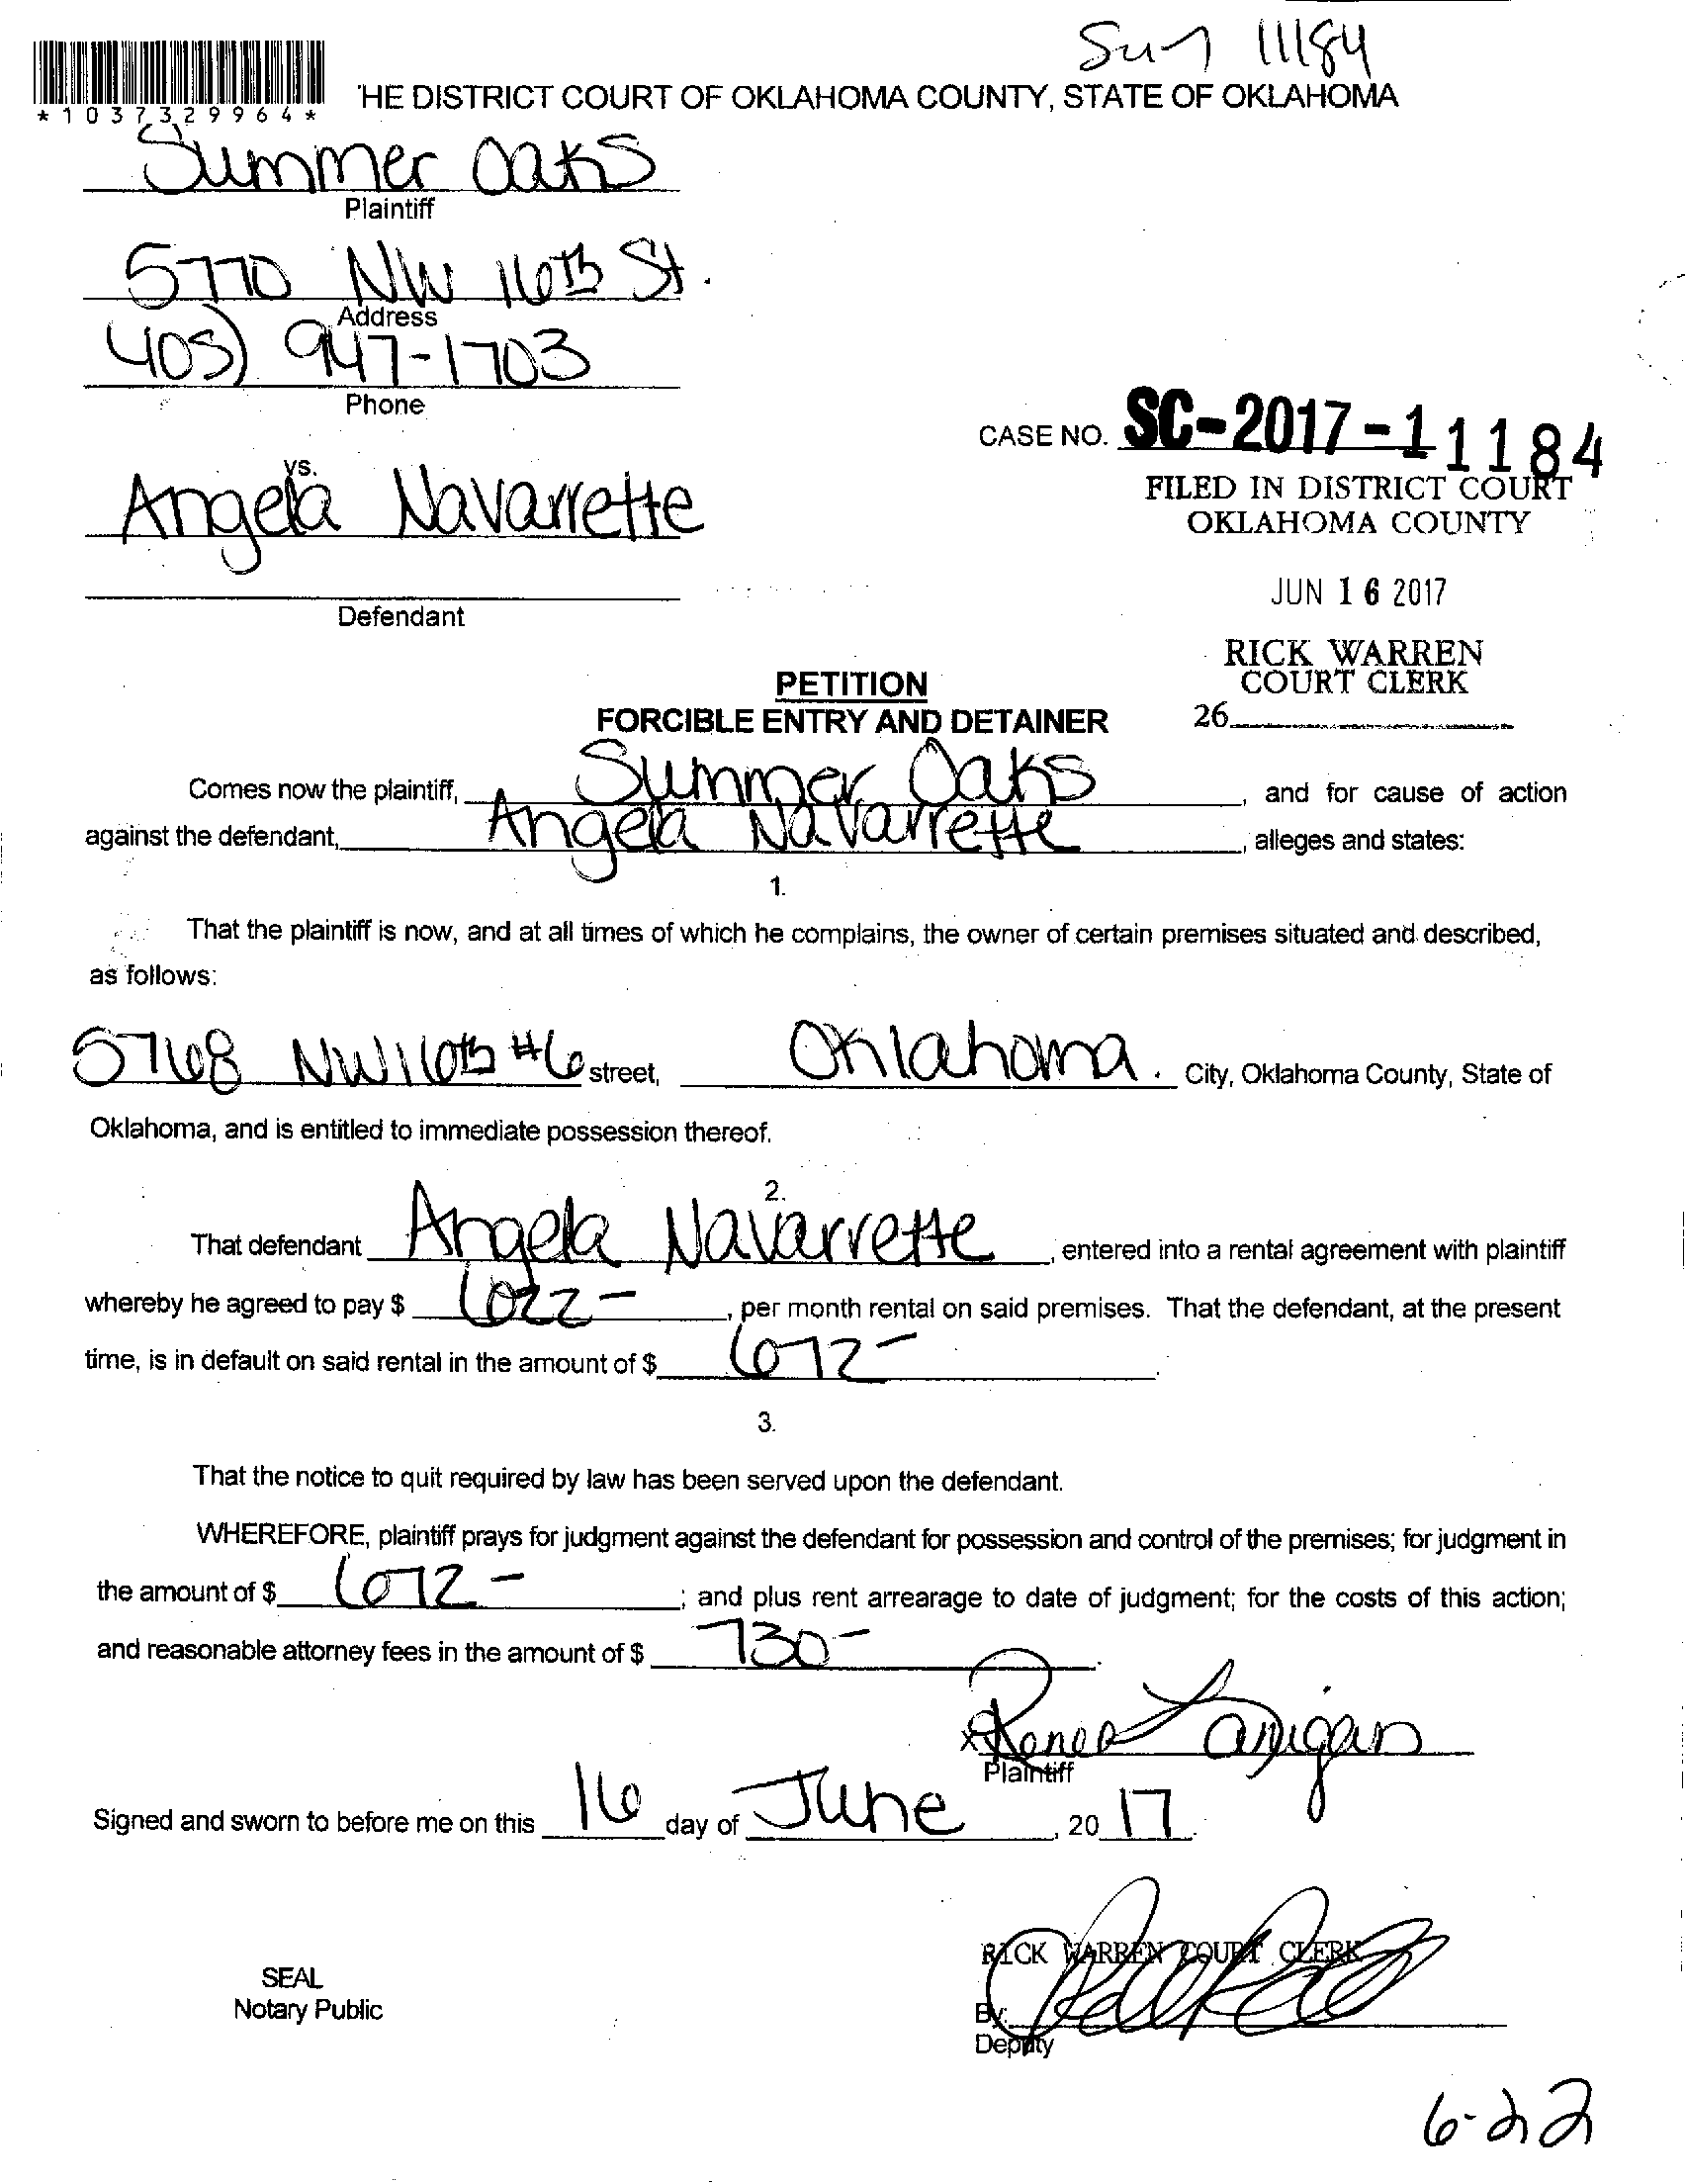 Sum 11184
*1037329964*
'HE DISTRICT COURT OF OKLAHOMA COUNTY, STATE OF OKLAHOMA
Summer Oaks
Plaintiff
5770 NW 16th St.
405) 947-1703
Address
Phone
CASE NO. SC-2017-11184
FILED IN DISTRICT COURT
OKLAHOMA COUNTY
JUN 16 2017
RICK WARREN
COURT CLERK
26
vs.
Angela Navarrette
Defendant
PETITION
FORCIBLE ENTRY AND DETAINER
Comes now the plaintiff, Summer Oaks, and for cause of action
against the defendant, Angela Navarrette, alleges and states:
1.
That the plaintiff is now, and at all times of which he complains, the owner of certain premises situated and described,
as follows:
5768 NW 16th #6 street, Oklahoma. City, Oklahoma County, State of
Oklahoma, and is entitled to immediate possession thereof.
2.
That defendant Angela Navarrette, entered into a rental agreement with plaintiff
whereby he agreed to pay $ 622-, per month rental on said premises. That the defendant, at the present
time, is in default on said rental in the amount of $ 672-.
3.
That the notice to quit required by law has been served upon the defendant.
WHEREFORE, plaintiff prays for judgment against the defendant for possession and control of the premises; for judgment in
the amount of $ 672-; and plus rent arrearage to date of judgment; for the costs of this action;
and reasonable attorney fees in the amount of $ 730-.
x Renea Lanigan
Plaintiff
Signed and sworn to before me on this 16 day of June, 20 17.
RICK WARREN COURT CLERK
SEAL
Notary Public
By:
Deputy
6-22